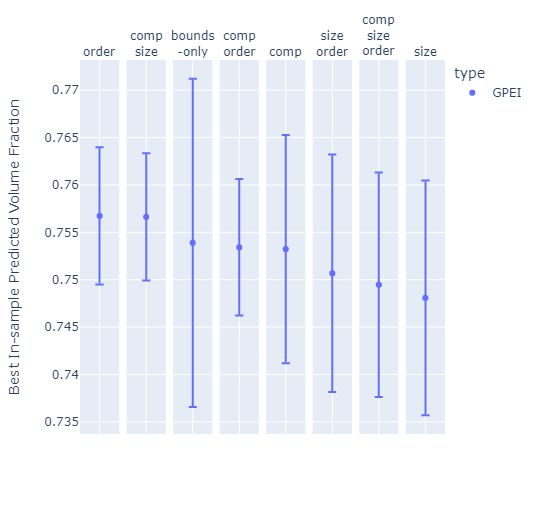 order
comp
size
bounds
-only
comp
order
comp
size
order
comp
size
order
size
type
GPEI
Best In-sample Predicted Volume Fraction
0.77
0.765
0.76
0.755
0.75
0.745
0.74
0.735